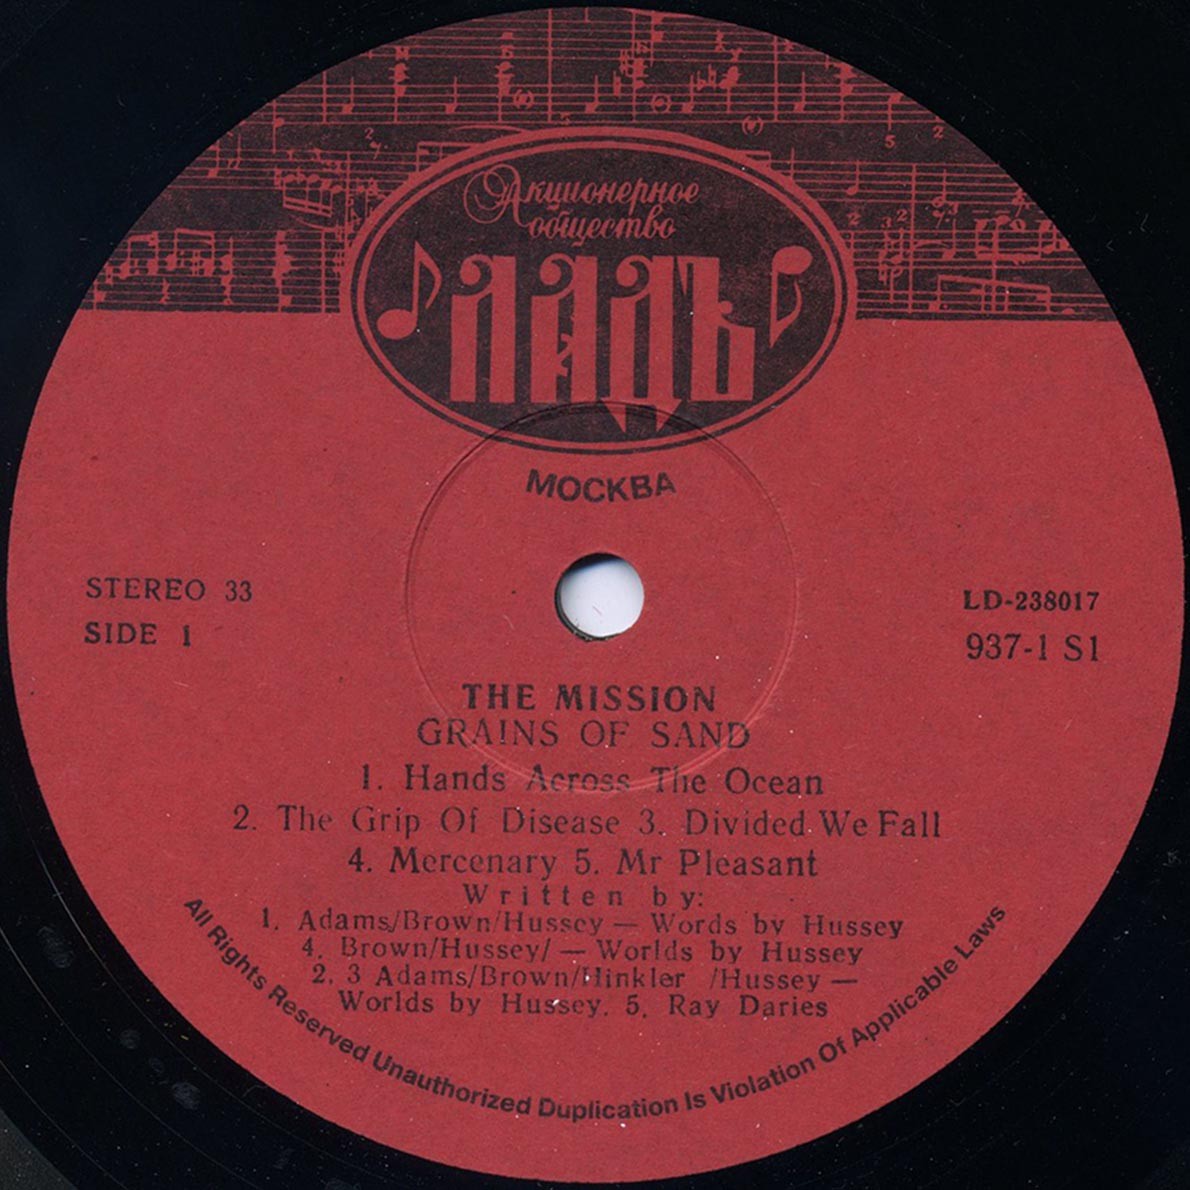 Акционерное
общество
ЛАДЪ
МОСКВА
STEREO 33
SIDE 1
LD-238017
937-1 S1
THE MISSION
GRAINS OF SAND
1. Hands Across The Ocean
2. The Grip Of Disease 3. Divided We Fall
4. Mercenary 5. Mr Pleasant
Written by:
1. Adams/Brown/Hussey — Words by Hussey
4. Brown/Hussey/ — Worlds by Hussey
2. 3 Adams/Brown/Hinkler /Hussey —
Worlds by Hussey. 5. Ray Daries
All Rights Reserved Unauthorized Duplication Is Violation Of Applicable Laws